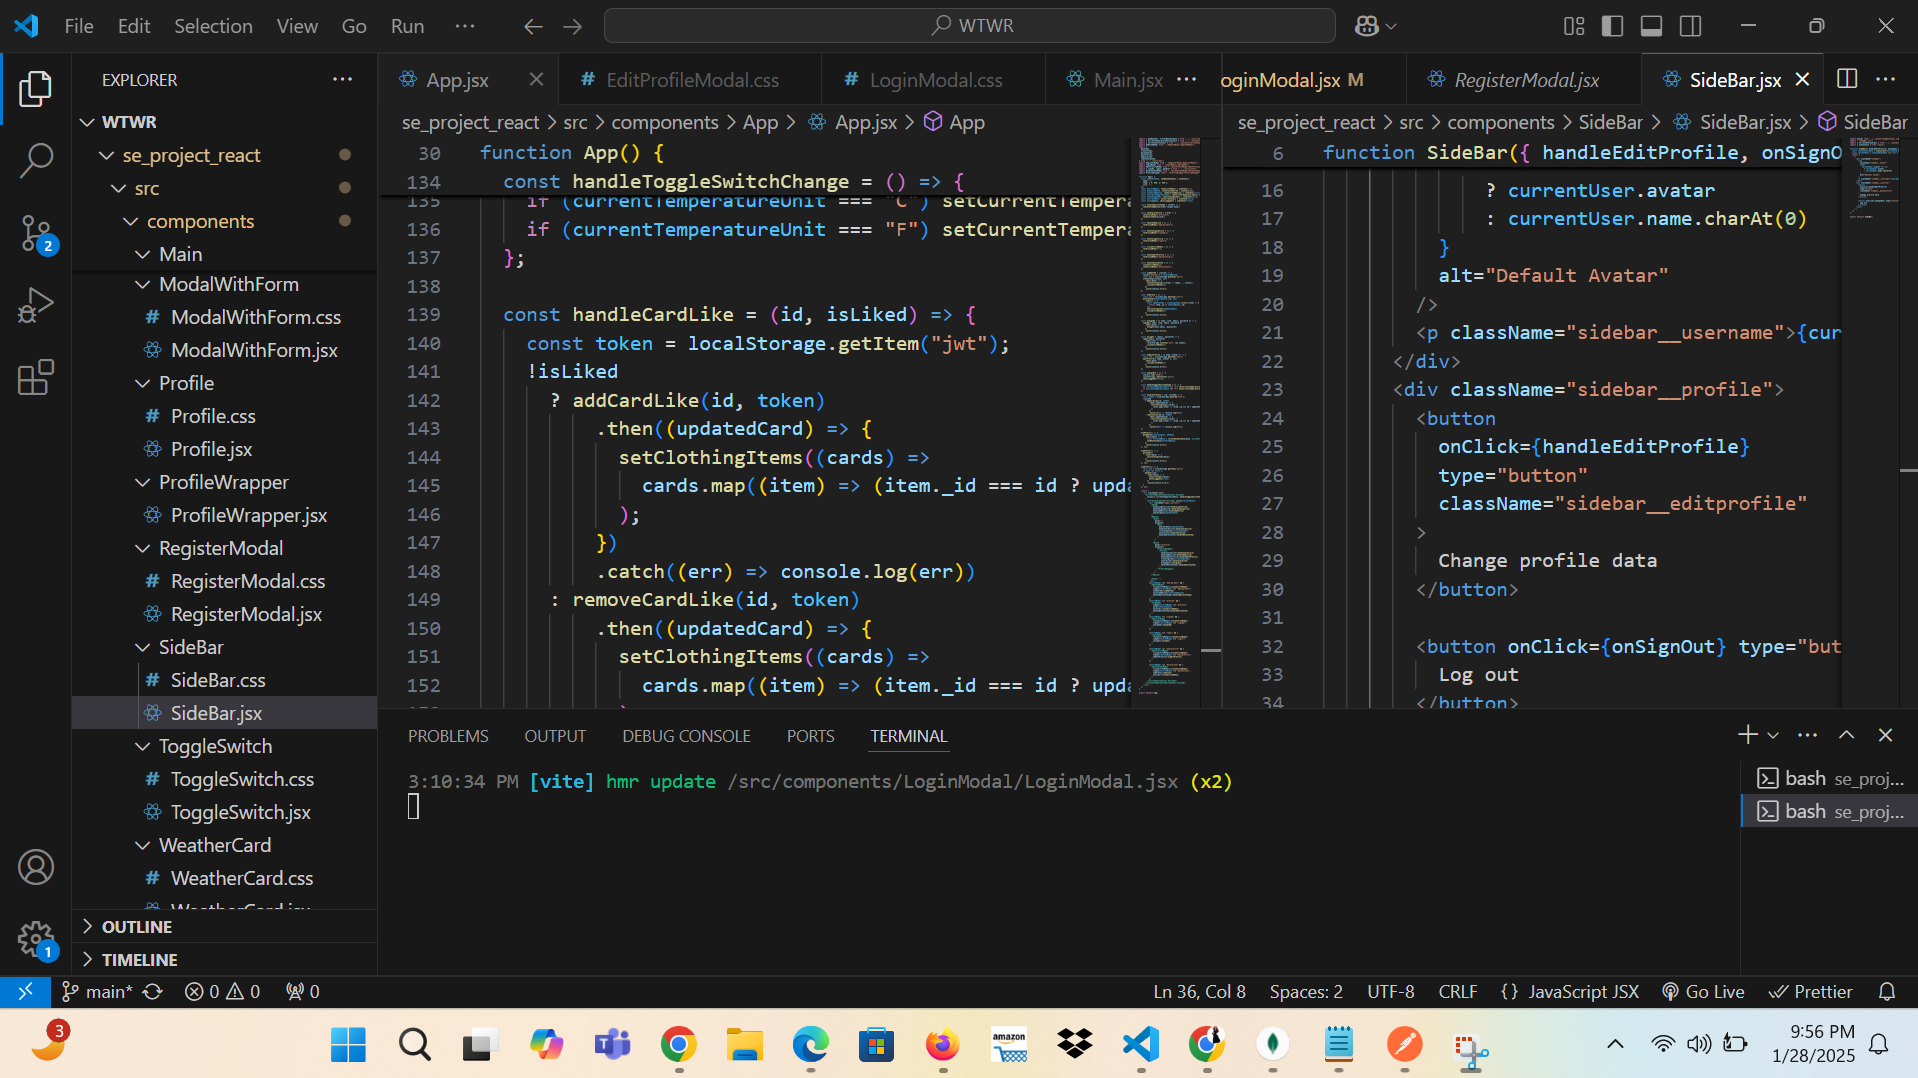 File Edit Selection View Go Run ···
WTWR
EXPLORER
WTWR
se_project_react
src
components
Main
ModalWithForm
# ModalWithForm.css
ModalWithForm.jsx
Profile
# Profile.css
Profile.jsx
ProfileWrapper
ProfileWrapper.jsx
RegisterModal
# RegisterModal.css
RegisterModal.jsx
SideBar
# SideBar.css
SideBar.jsx
ToggleSwitch
# ToggleSwitch.css
ToggleSwitch.jsx
WeatherCard
# WeatherCard.css
WeatherCard.jsx
OUTLINE
TIMELINE
2
1
App.jsx # EditProfileModal.css # LoginModal.css Main.jsx ···
se_project_react > src > components > App > App.jsx > App
30 function App() {
134 const handleToggleSwitchChange = () => {
135 if (currentTemperatureUnit === "C") setCurrentTempera
136 if (currentTemperatureUnit === "F") setCurrentTempera
137 };
138
139 const handleCardLike = (id, isLiked) => {
140 const token = localStorage.getItem("jwt");
141 !isLiked
142 ? addCardLike(id, token)
143 .then((updatedCard) => {
144 setClothingItems((cards) =>
145 cards.map((item) => (item._id === id ? upda
146 );
147 })
148 .catch((err) => console.log(err))
149 : removeCardLike(id, token)
150 .then((updatedCard) => {
151 setClothingItems((cards) =>
152 cards.map((item) => (item._id === id ? upda
oginModal.jsx M RegisterModal.jsx SideBar.jsx ···
se_project_react > src > components > SideBar > SideBar.jsx > SideBar
6 function SideBar({ handleEditProfile, onSignO
16 ? currentUser.avatar
17 : currentUser.name.charAt(0)
18 }
19 alt="Default Avatar"
20 />
21 <p className="sidebar__username">{cur
22 </div>
23 <div className="sidebar__profile">
24 <button
25 onClick={handleEditProfile}
26 type="button"
27 className="sidebar__editprofile"
28 >
29 Change profile data
30 </button>
31
32 <button onClick={onSignOut} type="but
33 Log out
34 </button>
PROBLEMS OUTPUT DEBUG CONSOLE PORTS TERMINAL
3:10:34 PM [vite] hmr update /src/components/LoginModal/LoginModal.jsx (x2)
bash se_proj...
bash se_proj...
main* 0 0 0 Ln 36, Col 8 Spaces: 2 UTF-8 CRLF {} JavaScript JSX Go Live Prettier
3
amazon
9:56 PM
1/28/2025